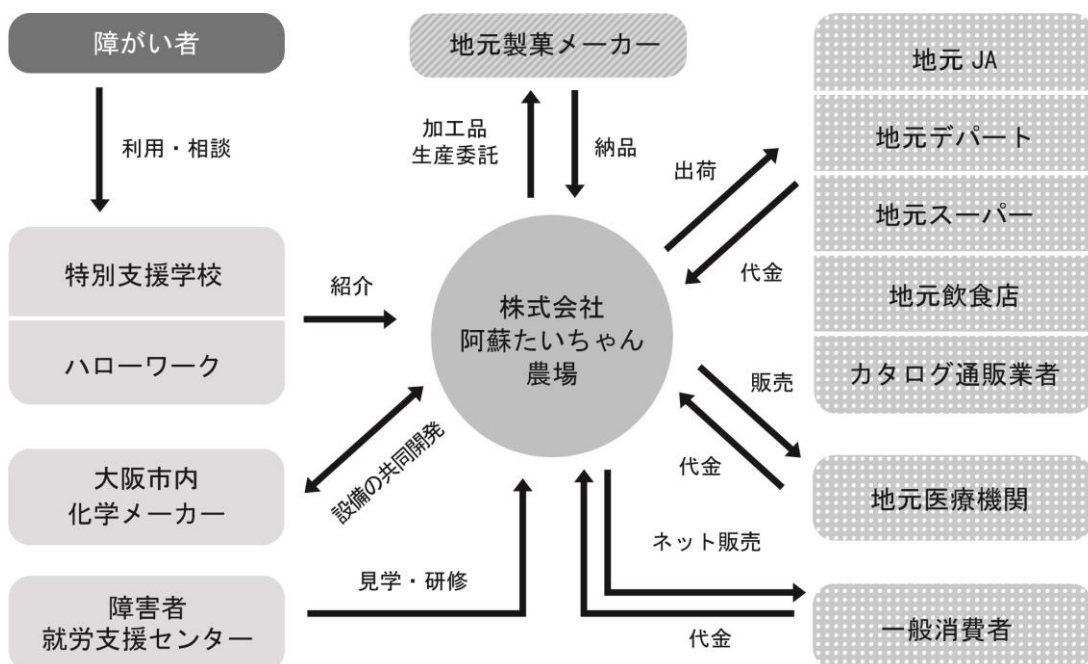 障がい者
利用・相談
特別支援学校
ハローワーク
紹介
大阪市内
化学メーカー
設備の共同開発
障害者
就労支援センター
見学・研修
地元製菓メーカー
加工品
生産委託
納品
株式会社
阿蘇たいちゃん
農場
出荷
代金
地元 JA
地元デパート
地元スーパー
地元飲食店
カタログ通販業者
販売
代金
地元医療機関
ネット販売
代金
一般消費者